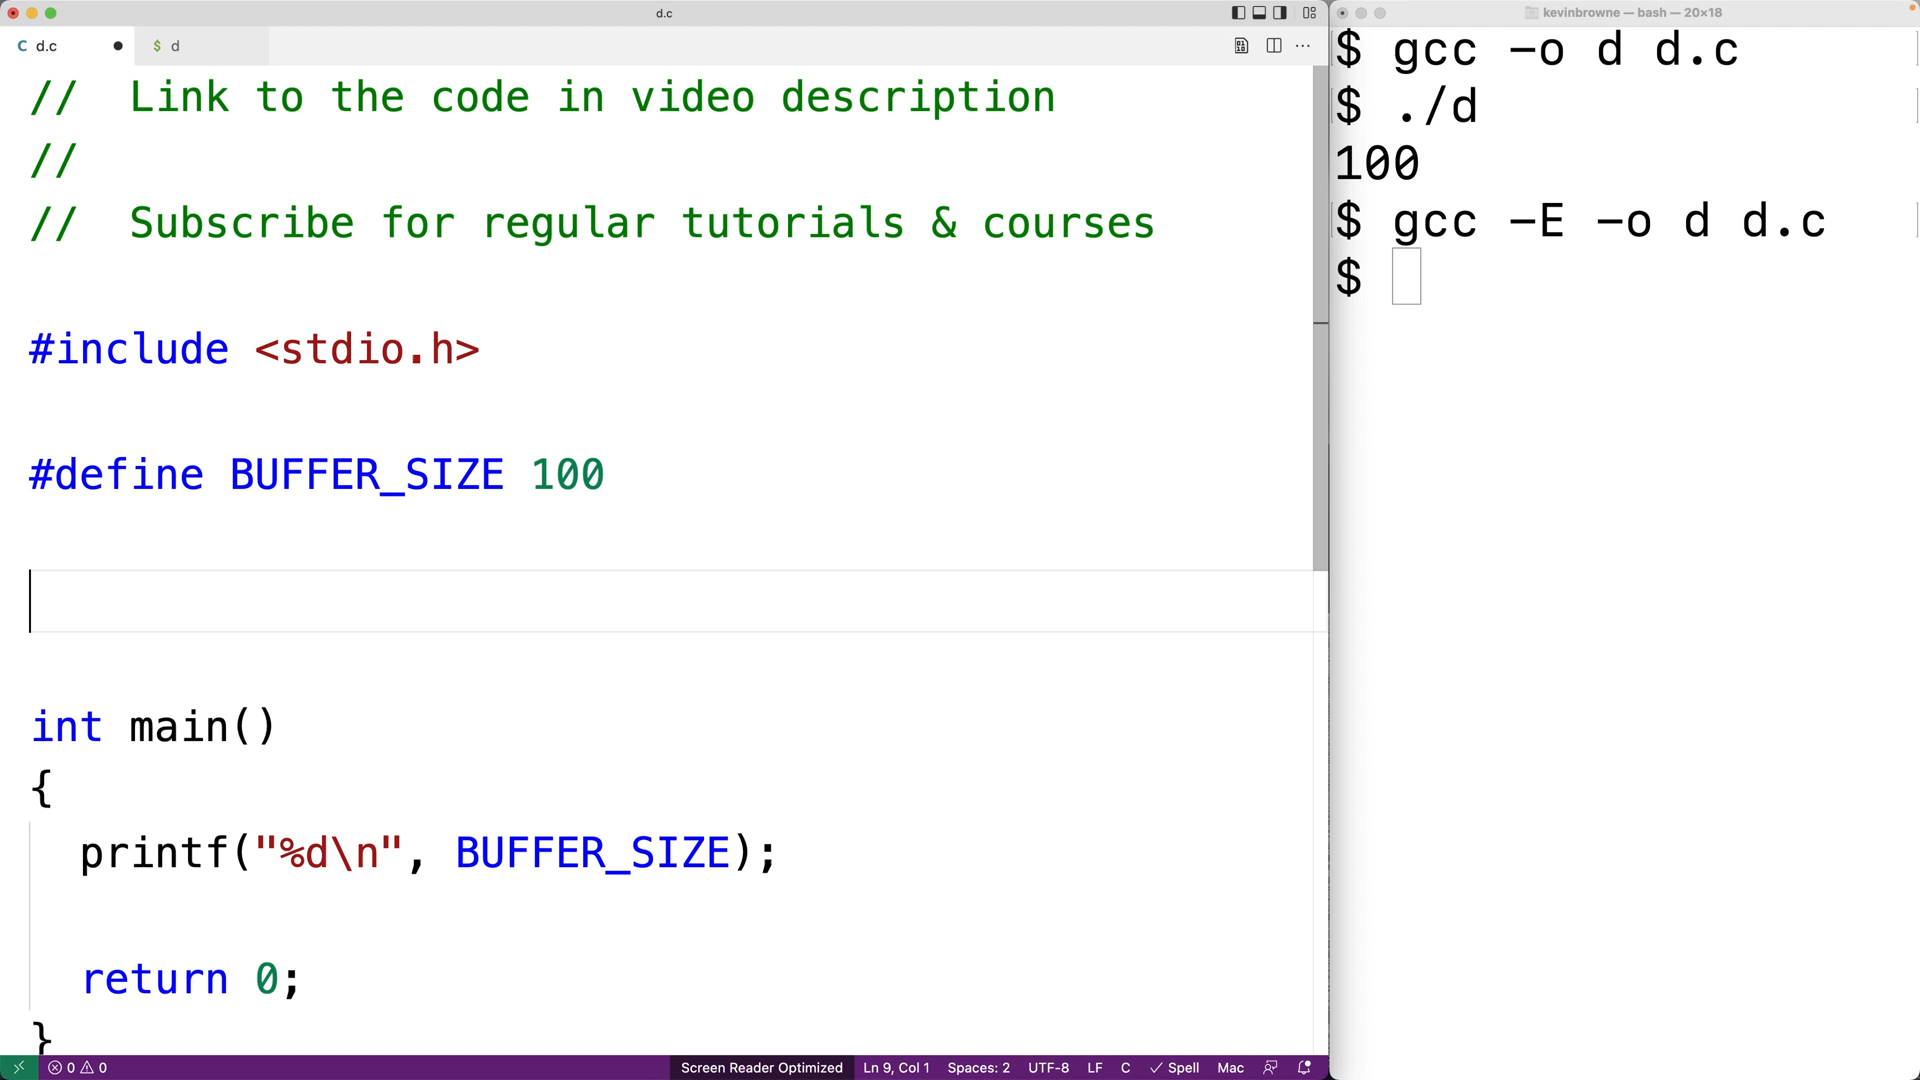 d.c
C d.c
$ d
// Link to the code in video description
//
// Subscribe for regular tutorials & courses
#include <stdio.h>
#define BUFFER_SIZE 100
int main()
{
printf("%d\n", BUFFER_SIZE);
return 0;
}
0 0
Screen Reader Optimized
Ln 9, Col 1
Spaces: 2
UTF-8
LF
C
Spell
Mac
kevinbrowne — bash — 20×18
$ gcc -o d d.c
$ ./d
100
$ gcc -E -o d d.c
$